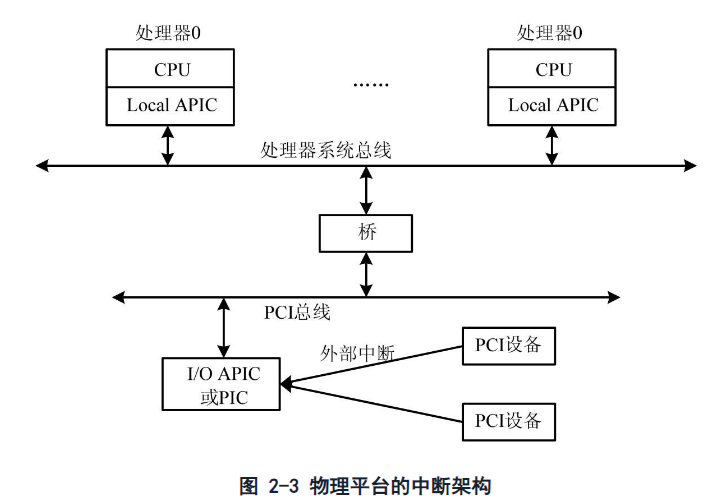 处理器0
处理器0
CPU
CPU
……
Local APIC
Local APIC
处理器系统总线
桥
PCI总线
外部中断
PCI设备
I/O APIC
或PIC
PCI设备
图 2-3 物理平台的中断架构